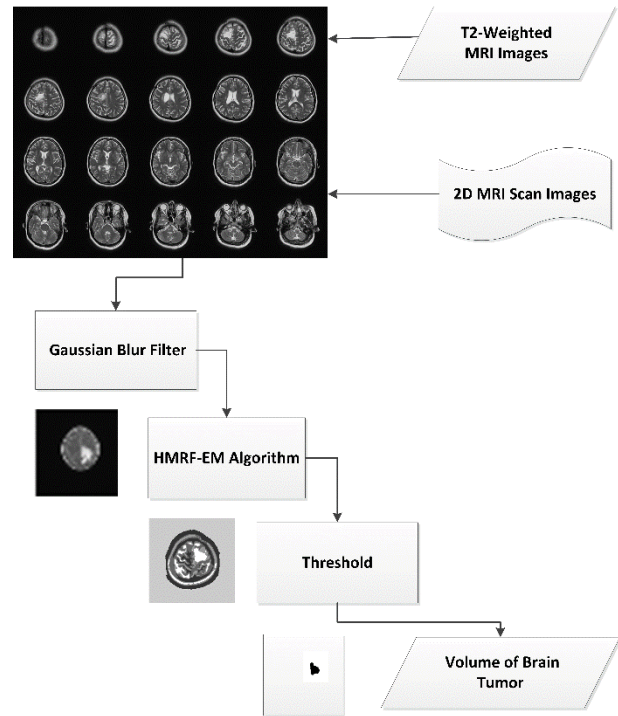 T2-Weighted
MRI Images
2D MRI Scan Images
Gaussian Blur Filter
HMRF-EM Algorithm
Threshold
Volume of Brain
Tumor